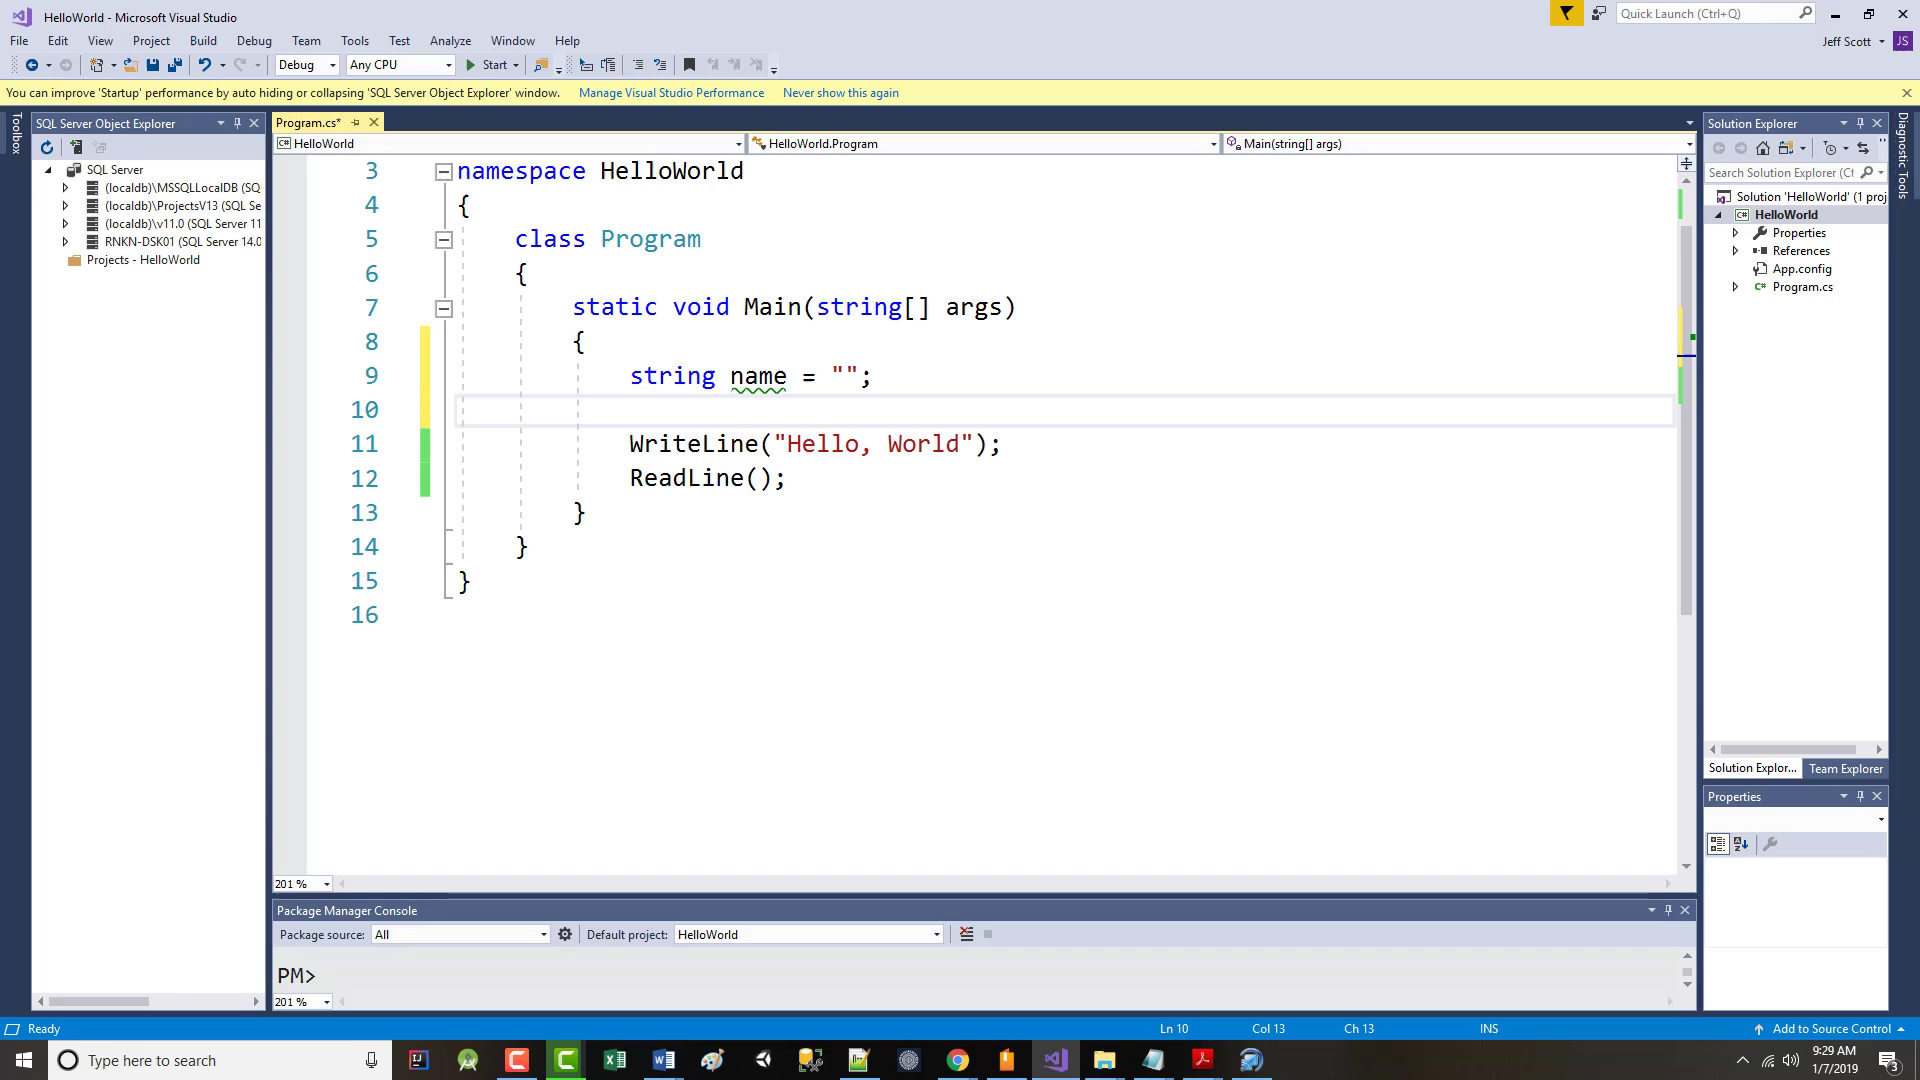 HelloWorld - Microsoft Visual Studio
Quick Launch (Ctrl+Q)
File Edit View Project Build Debug Team Tools Test Analyze Window Help
Jeff Scott JS
Debug Any CPU Start
You can improve 'Startup' performance by auto hiding or collapsing 'SQL Server Object Explorer' window. Manage Visual Studio Performance Never show this again
Toolbox
SQL Server Object Explorer
SQL Server
(localdb)\MSSQLLocalDB (SQ
(localdb)\ProjectsV13 (SQL Se
(localdb)\v11.0 (SQL Server 11
RNKN-DSK01 (SQL Server 14.0
Projects - HelloWorld
Program.cs*
HelloWorld HelloWorld.Program Main(string[] args)
3 namespace HelloWorld
4 {
5 class Program
6 {
7 static void Main(string[] args)
8 {
9 string name = "";
10
11 WriteLine("Hello, World");
12 ReadLine();
13 }
14 }
15 }
16
201 %
Package Manager Console
Package source: All Default project: HelloWorld
PM>
201 %
Solution Explorer
Search Solution Explorer (Ct
Solution 'HelloWorld' (1 proj
HelloWorld
Properties
References
App.config
Program.cs
Solution Explor... Team Explorer
Properties
Diagnostic Tools
Ready Ln 10 Col 13 Ch 13 INS Add to Source Control
Type here to search
9:29 AM
1/7/2019
3